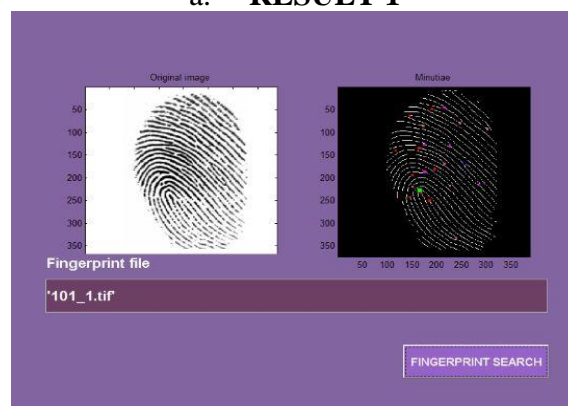 a. RESULT 1
Original image
50
100
150
200
250
300
350
Minutiae
50
100
150
200
250
300
350
50 100 150 200 250 300 350
Fingerprint file
'101_1.tif'
FINGERPRINT SEARCH